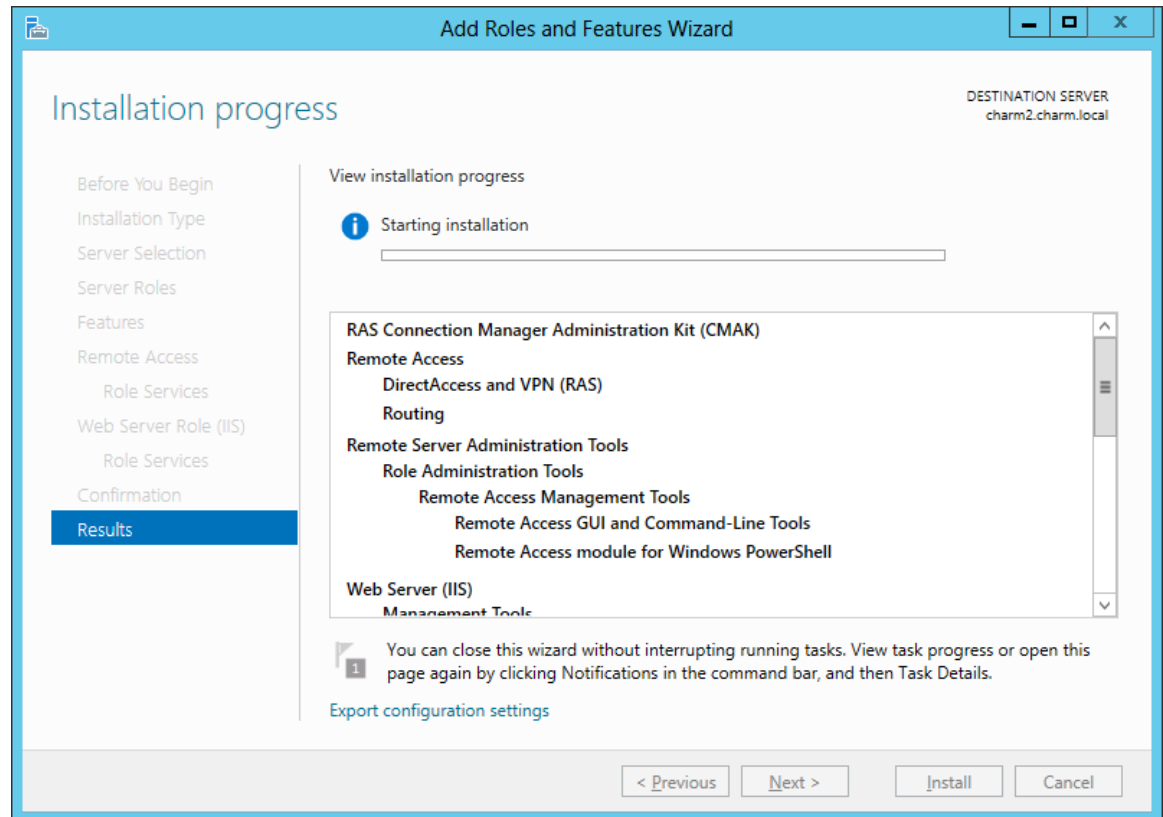 Add Roles and Features Wizard
Installation progress
DESTINATION SERVER
charm2.charm.local
Before You Begin
Installation Type
Server Selection
Server Roles
Features
Remote Access
Role Services
Web Server Role (IIS)
Role Services
Confirmation
Results
View installation progress
Starting installation
RAS Connection Manager Administration Kit (CMAK)
Remote Access
DirectAccess and VPN (RAS)
Routing
Remote Server Administration Tools
Role Administration Tools
Remote Access Management Tools
Remote Access GUI and Command-Line Tools
Remote Access module for Windows PowerShell
Web Server (IIS)
Management Tools
1
You can close this wizard without interrupting running tasks. View task progress or open this
page again by clicking Notifications in the command bar, and then Task Details.
Export configuration settings
< Previous
Next >
Install
Cancel